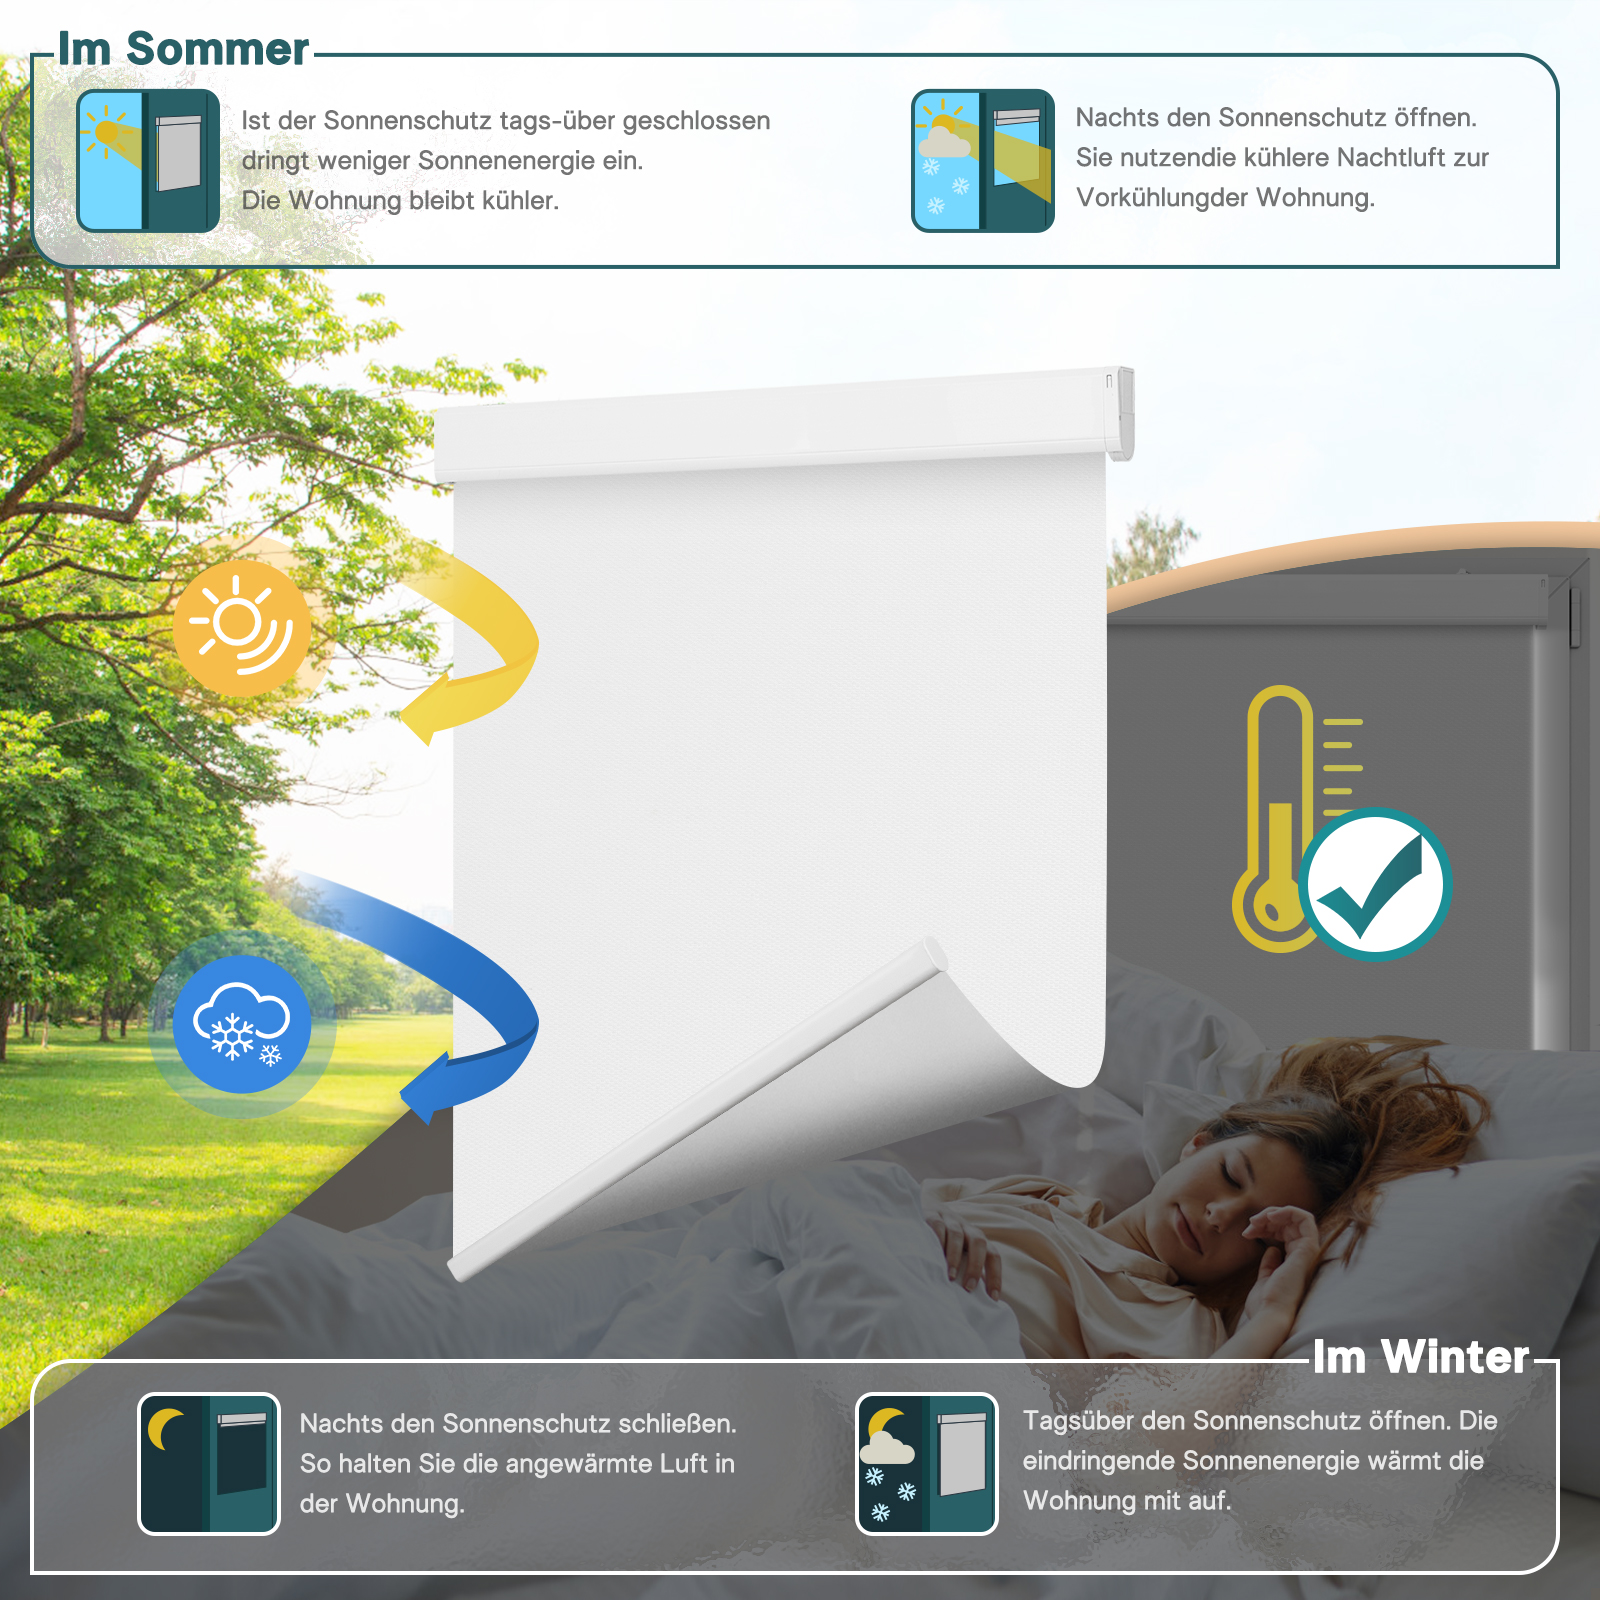 Im Sommer
Ist der Sonnenschutz tags-über geschlossen
dringt weniger Sonnenenergie ein.
Die Wohnung bleibt kühler.
Nachts den Sonnenschutz öffnen.
Sie nutzendie kühlere Nachtluft zur
Vorkühlungder Wohnung.
Im Winter
Nachts den Sonnenschutz schließen.
So halten Sie die angewärmte Luft in
der Wohnung.
Tagsüber den Sonnenschutz öffnen. Die
eindringende Sonnenenergie wärmt die
Wohnung mit auf.